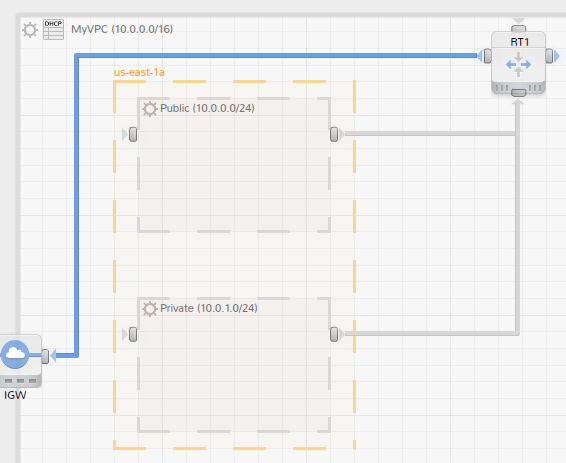 DHCP
MyVPC (10.0.0.0/16)
RT1
us-east-1a
Public (10.0.0.0/24)
Private (10.0.1.0/24)
IGW